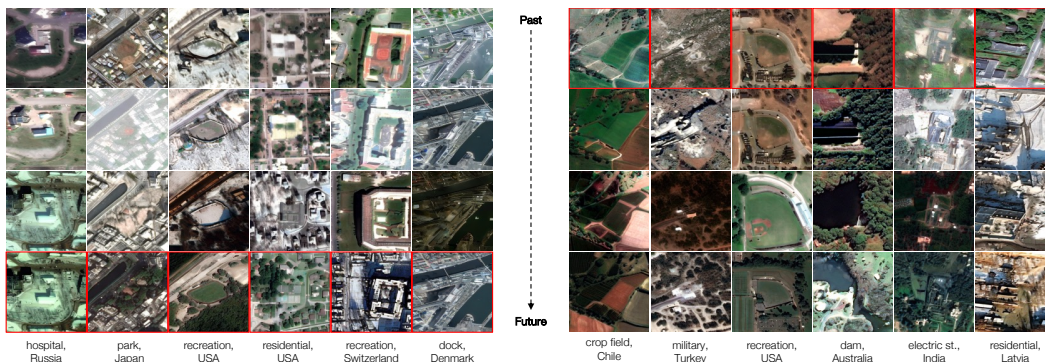 Past
Future
hospital,
Russia
park,
Japan
recreation,
USA
residential,
USA
recreation,
Switzerland
dock,
Denmark
crop field,
Chile
military,
Turkey
recreation,
USA
dam,
Australia
electric st.,
India
residential,
Latvia